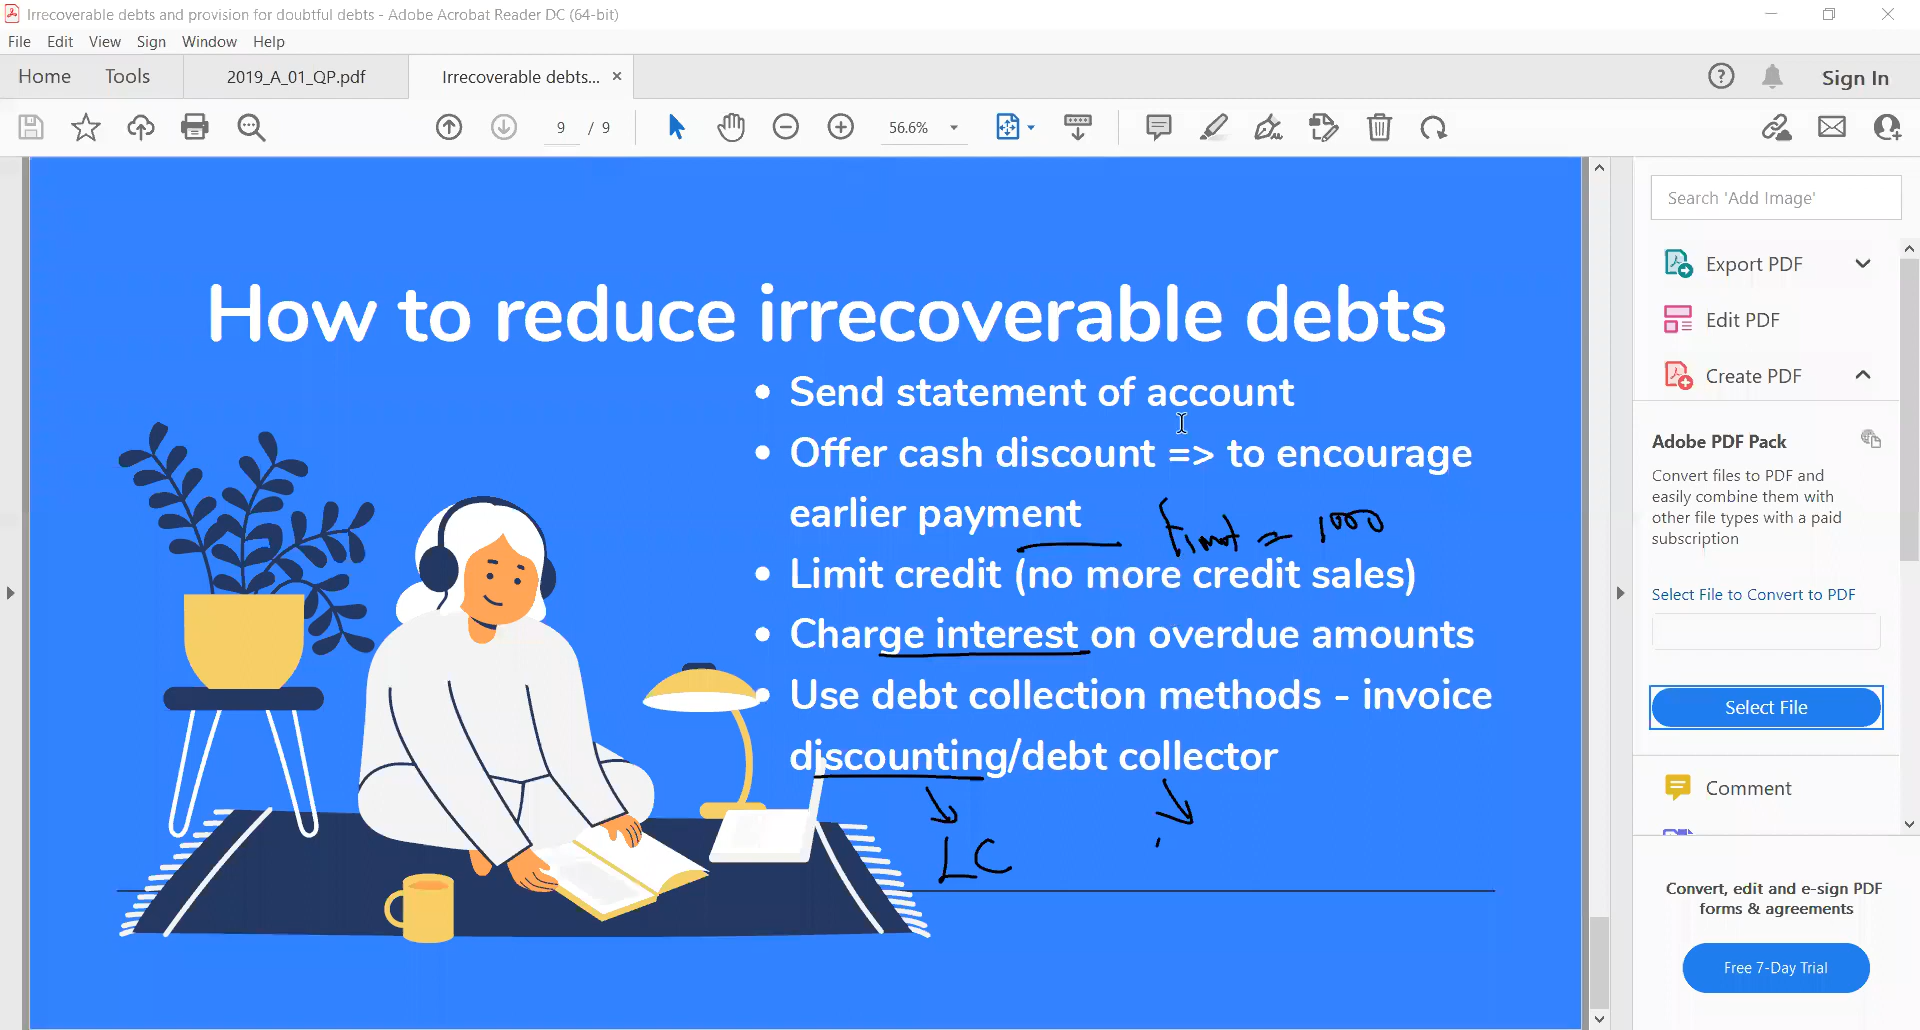 Irrecoverable debts and provision for doubtful debts - Adobe Acrobat Reader DC (64-bit)
File Edit View Sign Window Help
Home Tools 2019_A_01_QP.pdf Irrecoverable debts... × Sign In
9 / 9 56.6%
How to reduce irrecoverable debts
• Send statement of account
• Offer cash discount => to encourage
earlier payment
= 1000
• Limit credit (no more credit sales)
• Charge interest on overdue amounts
• Use debt collection methods - invoice
discounting/debt collector
LC
Search 'Add Image'
Export PDF
Edit PDF
Create PDF
Adobe PDF Pack
Convert files to PDF and
easily combine them with
other file types with a paid
subscription
Select File to Convert to PDF
Select File
Comment
Convert, edit and e-sign PDF
forms & agreements
Free 7-Day Trial